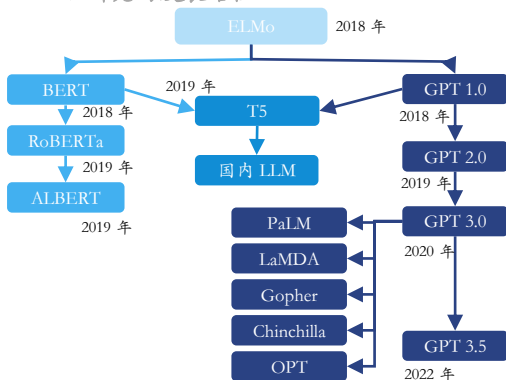 ELMo 2018 年
2019 年
BERT GPT 1.0
2018 年 T5 2018 年
RoBERTa GPT 2.0
2019 年 国内 LLM 2019 年
ALBERT GPT 3.0
2019 年 PaLM 2020 年
LaMDA
Gopher
Chinchilla
GPT 3.5
OPT
2022 年